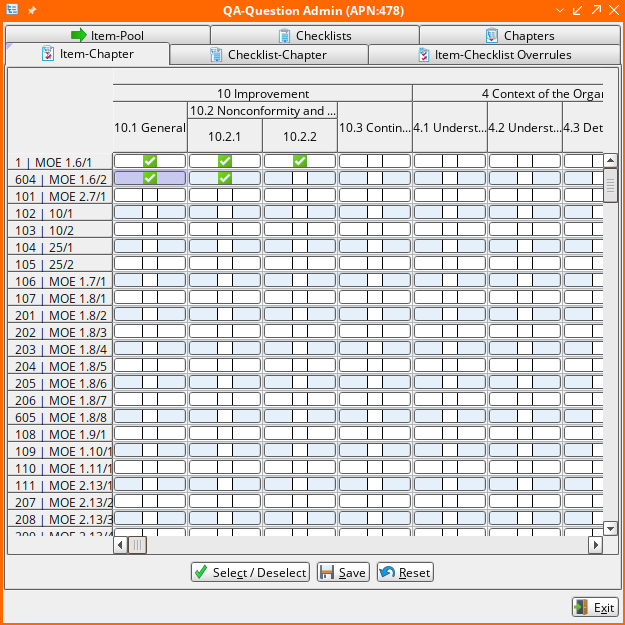 QA-Question Admin (APN:478)
Item-Pool Checklists Chapters
Item-Chapter Checklist-Chapter Item-Checklist Overrules
10 Improvement 4 Context of the Organ
10.2 Nonconformity and ...
10.1 General 10.2.1 10.2.2 10.3 Contin... 4.1 Underst... 4.2 Underst... 4.3 Det
1 | MOE 1.6/1
604 | MOE 1.6/2
101 | MOE 2.7/1
102 | 10/1
103 | 10/2
104 | 25/1
105 | 25/2
106 | MOE 1.7/1
107 | MOE 1.8/1
201 | MOE 1.8/2
202 | MOE 1.8/3
203 | MOE 1.8/4
204 | MOE 1.8/5
205 | MOE 1.8/6
206 | MOE 1.8/7
605 | MOE 1.8/8
108 | MOE 1.9/1
109 | MOE 1.10/1
110 | MOE 1.11/1
111 | MOE 2.13/1
207 | MOE 2.13/2
208 | MOE 2.13/3
209 | MOE 2.13/4
Select / Deselect Save Reset
Exit